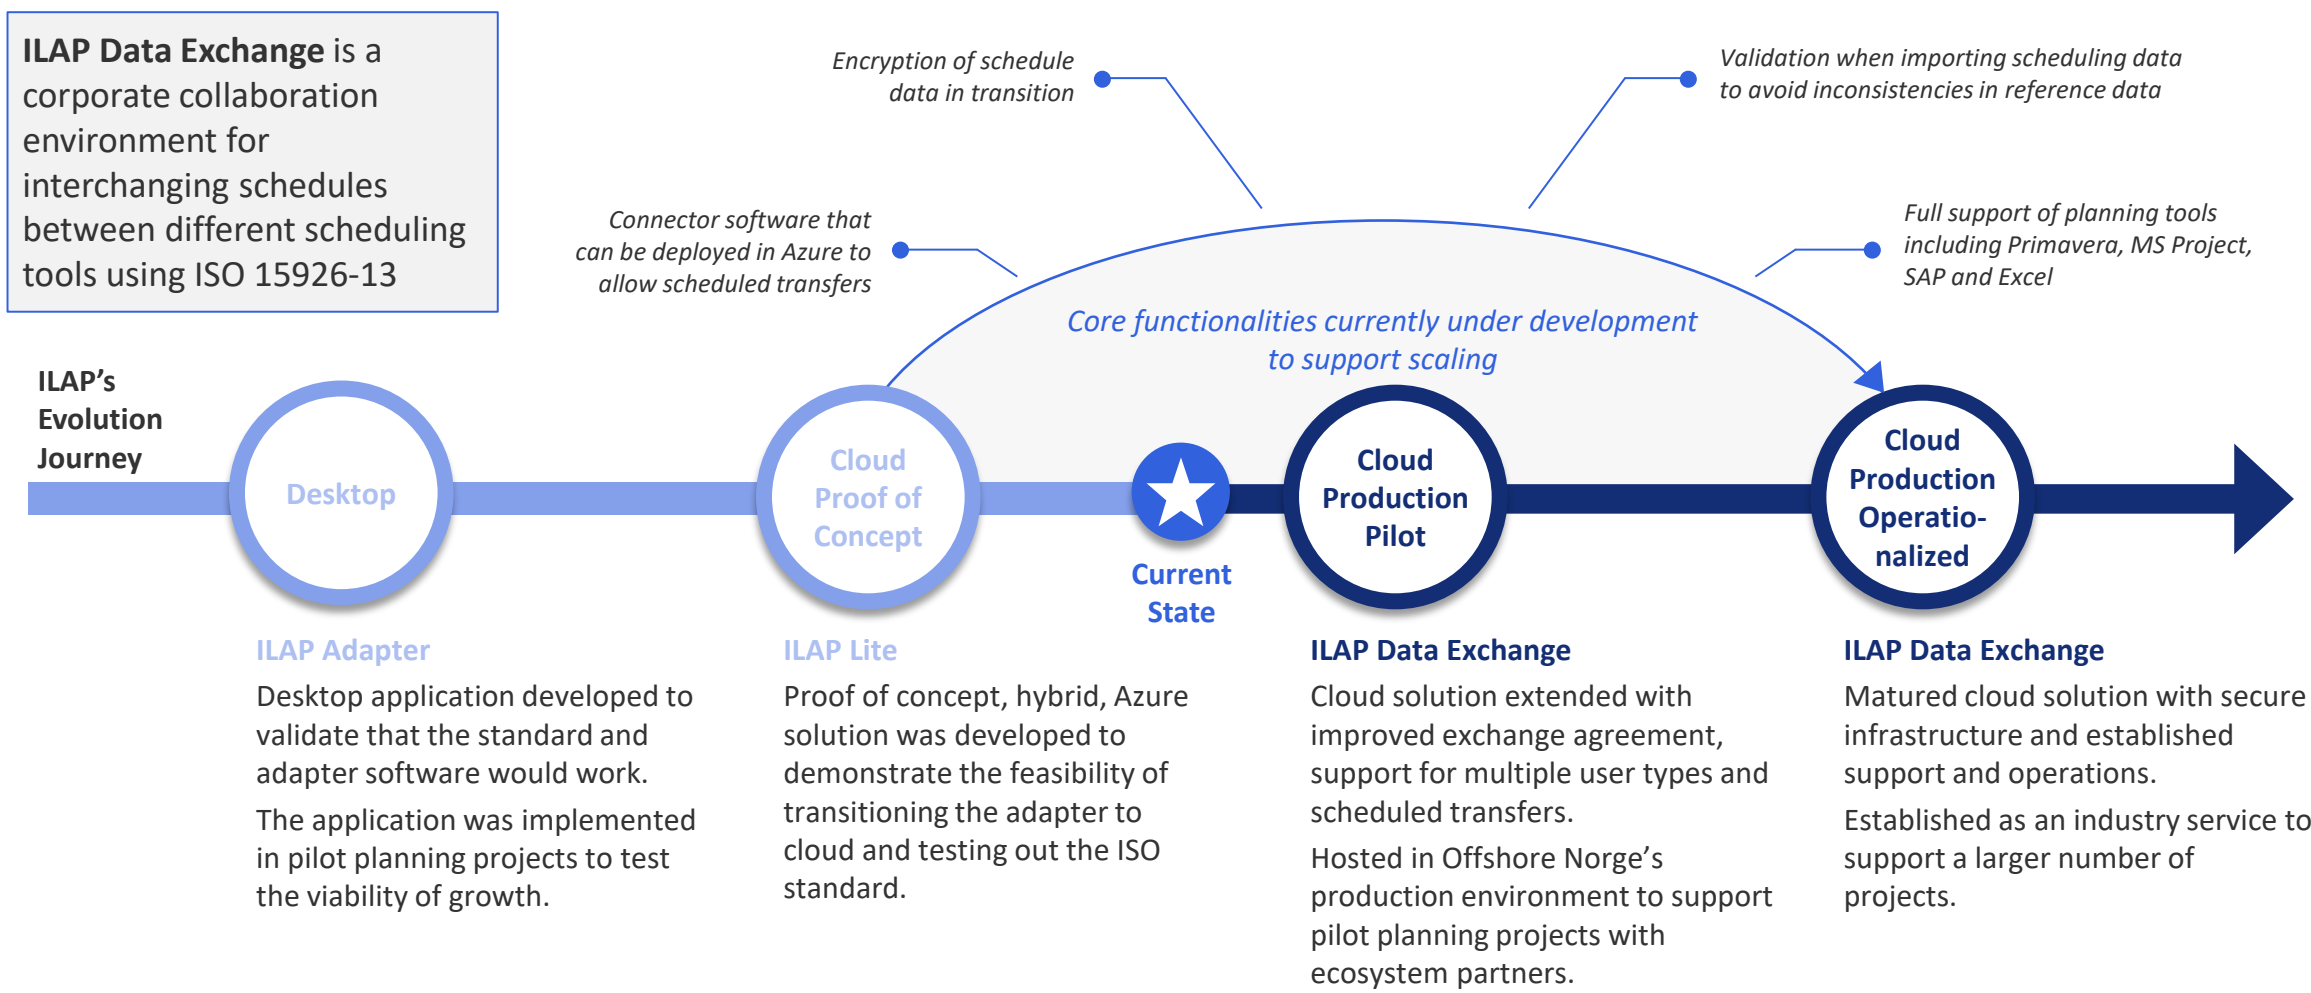 ILAP Data Exchange is a
corporate collaboration
environment for
interchanging schedules
between different scheduling
tools using ISO 15926-13
Encryption of schedule
data in transition
Validation when importing scheduling data
to avoid inconsistencies in reference data
Connector software that
can be deployed in Azure to
allow scheduled transfers
Full support of planning tools
including Primavera, MS Project,
SAP and Excel
Core functionalities currently under development
to support scaling
ILAP’s
Evolution
Journey
Desktop
Cloud
Proof of
Concept
Current
State
Cloud
Production
Pilot
Cloud
Production
Operatio-
nalized
ILAP Adapter
Desktop application developed to
validate that the standard and
adapter software would work.
The application was implemented
in pilot planning projects to test
the viability of growth.
ILAP Lite
Proof of concept, hybrid, Azure
solution was developed to
demonstrate the feasibility of
transitioning the adapter to
cloud and testing out the ISO
standard.
ILAP Data Exchange
Cloud solution extended with
improved exchange agreement,
support for multiple user types and
scheduled transfers.
Hosted in Offshore Norge’s
production environment to support
pilot planning projects with
ecosystem partners.
ILAP Data Exchange
Matured cloud solution with secure
infrastructure and established
support and operations.
Established as an industry service to
support a larger number of
projects.